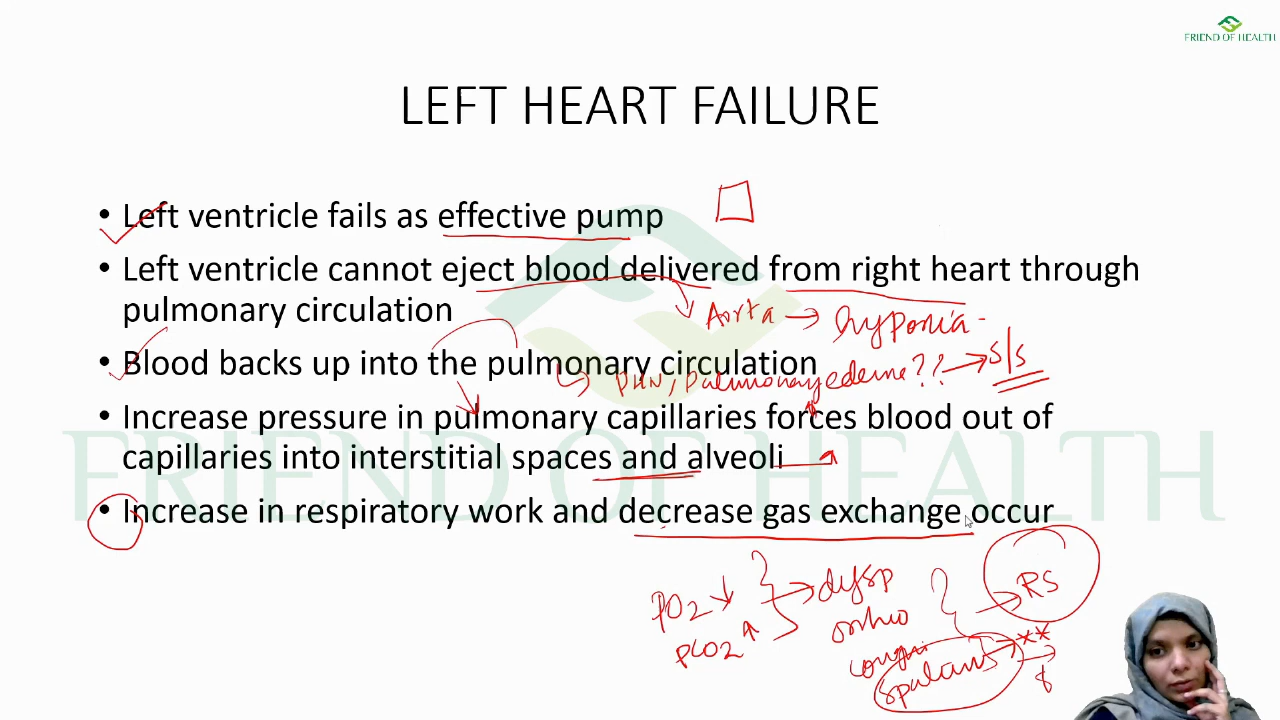 FRIEND OF HEALTH
LEFT HEART FAILURE
• Left ventricle fails as effective pump
• Left ventricle cannot eject blood delivered from right heart through
pulmonary circulation
Aorta → hypoxia
• Blood backs up into the pulmonary circulation
PHN, Pulmonary edeme?? → S/S
• Increase pressure in pulmonary capillaries forces blood out of
capillaries into interstitial spaces and alveoli
FRIEND OF HEALTH
• Increase in respiratory work and decrease gas exchange occur
PO2 ↓ → dysp → RS
PCO2 ↑ ortho
**